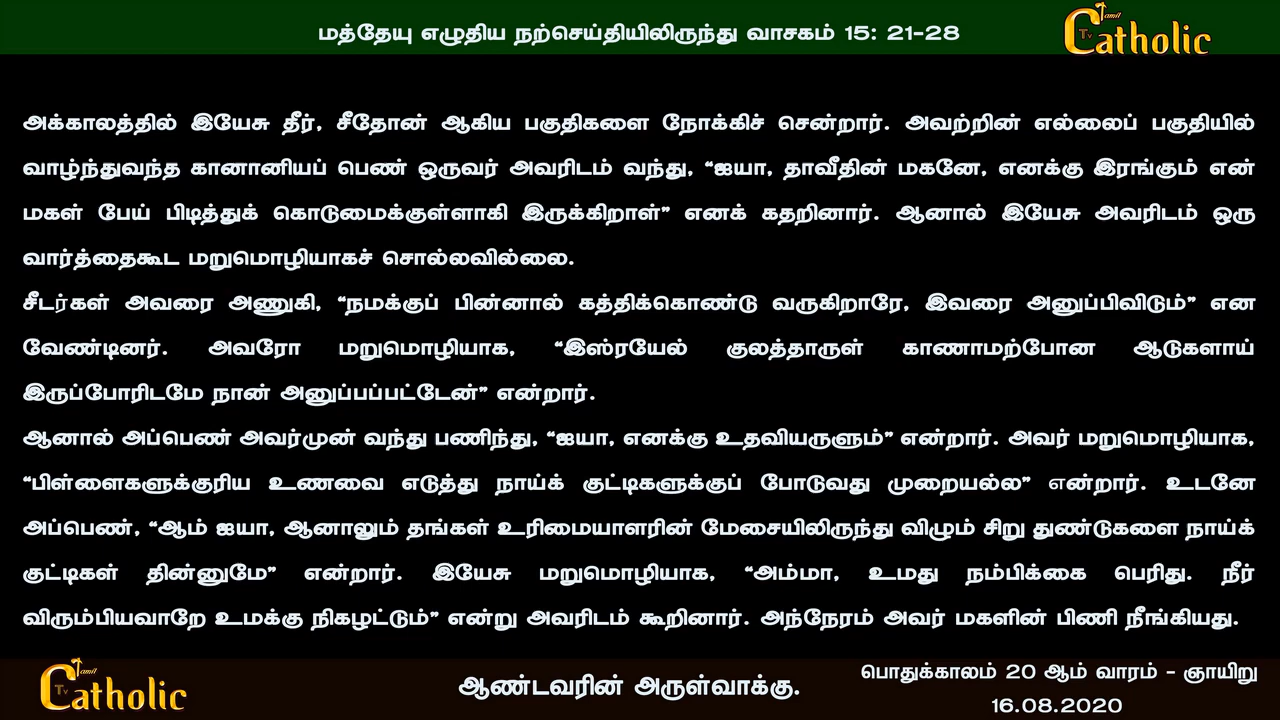 மத்தேயு எழுதிய நற்செய்தியிலிருந்து வாசகம் 15: 21-28
Tamil
Catholic
Tv
அக்காலத்தில் இயேசு தீர், சீதோன் ஆகிய பகுதிகளை நோக்கிச் சென்றார். அவற்றின் எல்லைப் பகுதியில்
வாழ்ந்துவந்த கானானியப் பெண் ஒருவர் அவரிடம் வந்து, “ஐயா, தாவீதின் மகனே, எனக்கு இரங்கும் என்
மகள் பேய் பிடித்துக் கொடுமைக்குள்ளாகி இருக்கிறாள்” எனக் கதறினார். ஆனால் இயேசு அவரிடம் ஒரு
வார்த்தைகூட மறுமொழியாகச் சொல்லவில்லை.
சீடர்கள் அவரை அணுகி, “நமக்குப் பின்னால் கத்திக்கொண்டு வருகிறாரே, இவரை அனுப்பிவிடும்” என
வேண்டினர். அவரோ மறுமொழியாக, “இஸ்ரயேல் குலத்தாருள் காணாமற்போன ஆடுகளாய்
இருப்போரிடமே நான் அனுப்பப்பட்டேன்” என்றார்.
ஆனால் அப்பெண் அவர்முன் வந்து பணிந்து, “ஐயா, எனக்கு உதவியருளும்” என்றார். அவர் மறுமொழியாக,
“பிள்ளைகளுக்குரிய உணவை எடுத்து நாய்க் குட்டிகளுக்குப் போடுவது முறையல்ல” என்றார். உடனே
அப்பெண், “ஆம் ஐயா, ஆனாலும் தங்கள் உரிமையாளரின் மேசையிலிருந்து விழும் சிறு துண்டுகளை நாய்க்
குட்டிகள் தின்னுமே” என்றார். இயேசு மறுமொழியாக, “அம்மா, உமது நம்பிக்கை பெரிது. நீர்
விரும்பியவாறே உமக்கு நிகழட்டும்” என்று அவரிடம் கூறினார். அந்நேரம் அவர் மகளின் பிணி நீங்கியது.
Tamil
Catholic
Tv
ஆண்டவரின் அருள்வாக்கு.
பொதுக்காலம் 20 ஆம் வாரம் - ஞாயிறு
16.08.2020